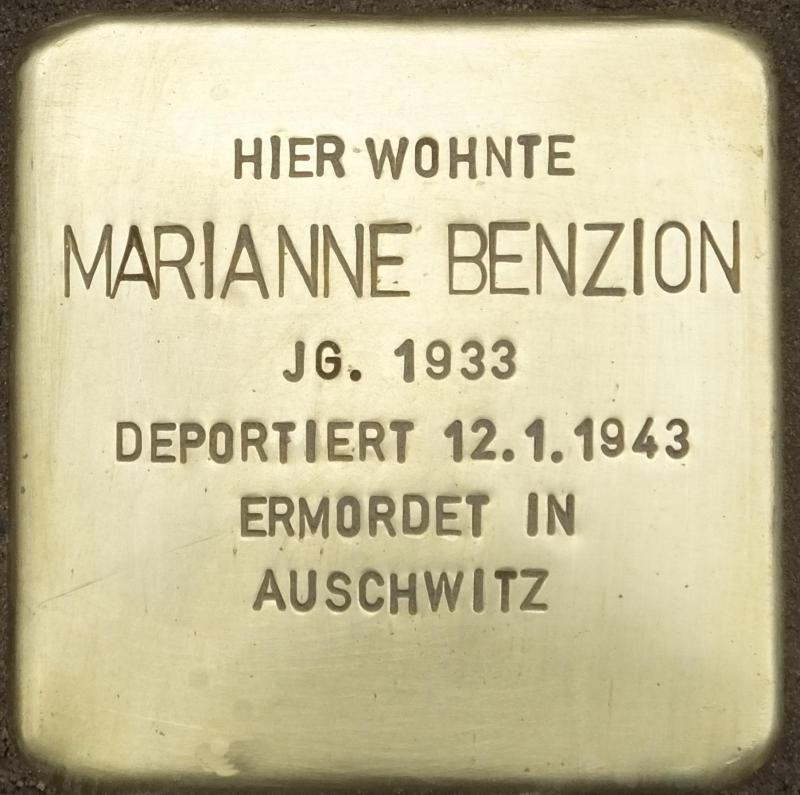 HIER WOHNTE
MARIANNE BENZION
JG. 1933
DEPORTIERT 12.1.1943
ERMORDET IN
AUSCHWITZ